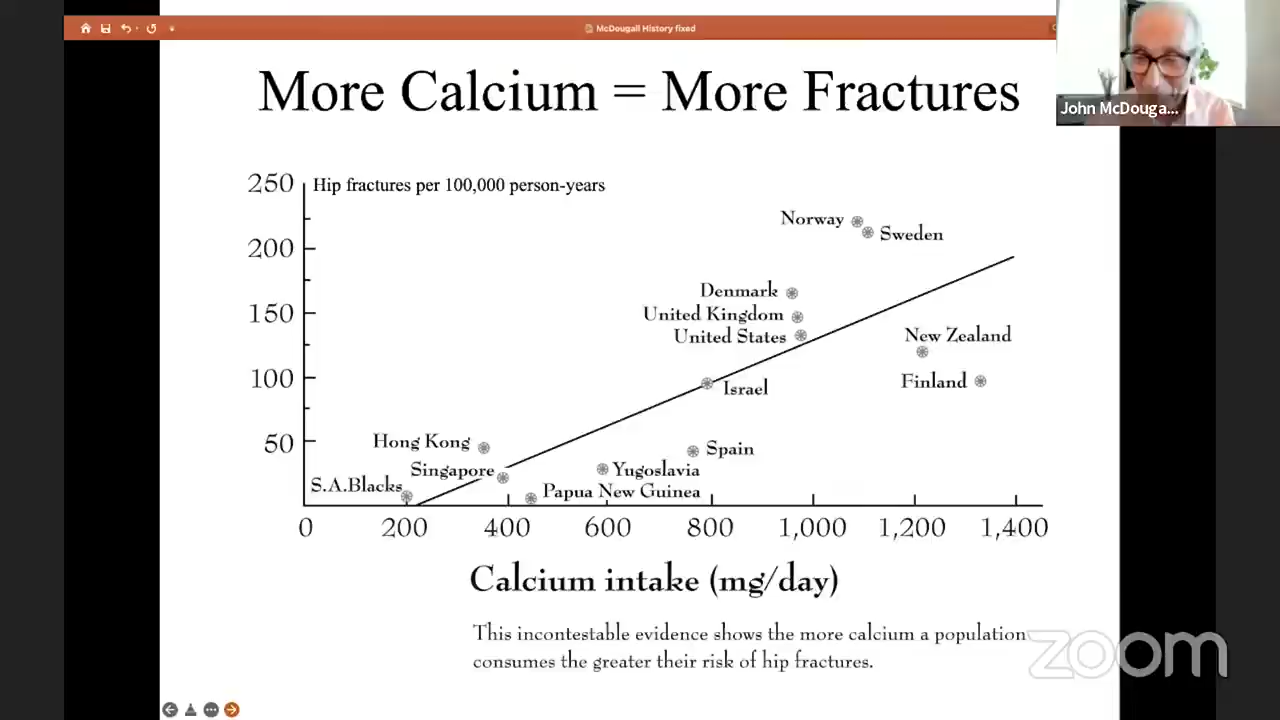 McDougall History fixed
More Calcium = More Fractures
John McDouga...
250
Hip fractures per 100,000 person-years
200
150
100
50
Norway
Sweden
Denmark
United Kingdom
United States
New Zealand
Finland
Israel
Hong Kong
Spain
Singapore
Yugoslavia
S.A.Blacks
Papua New Guinea
0 200 400 600 800 1,000 1,200 1,400
Calcium intake (mg/day)
This incontestable evidence shows the more calcium a population
consumes the greater their risk of hip fractures.
zoom